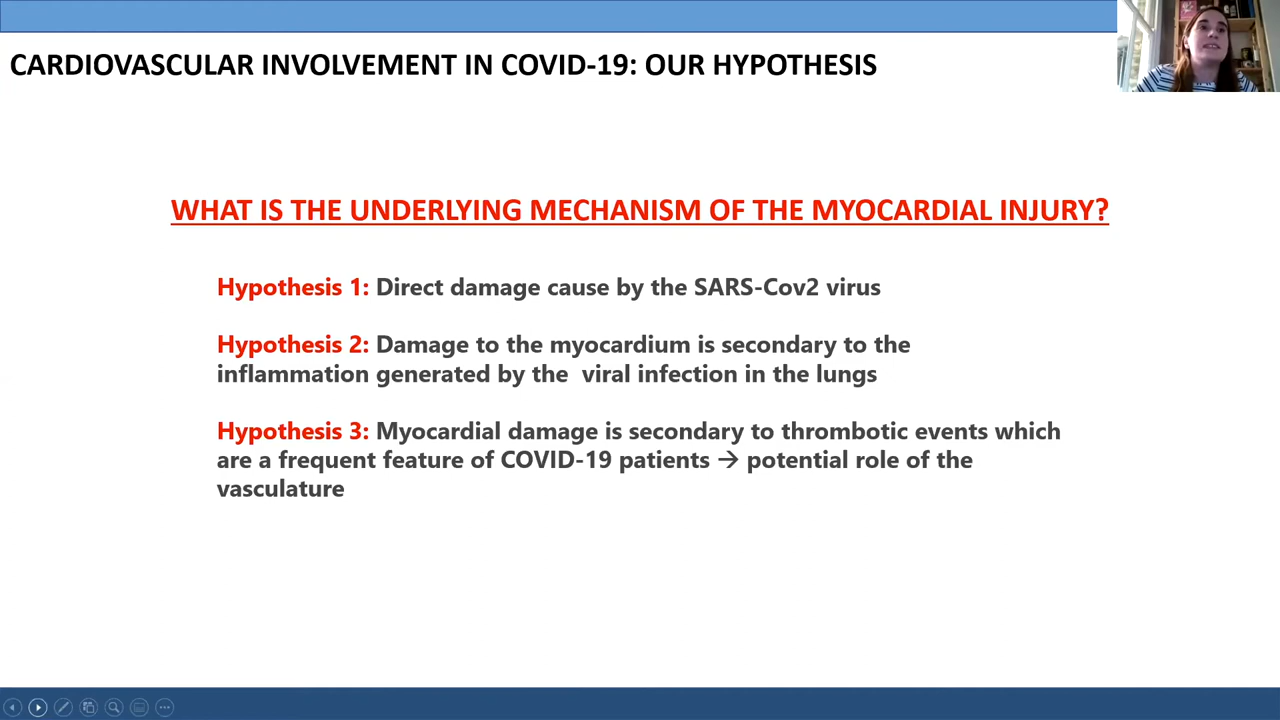 CARDIOVASCULAR INVOLVEMENT IN COVID-19: OUR HYPOTHESIS
WHAT IS THE UNDERLYING MECHANISM OF THE MYOCARDIAL INJURY?
Hypothesis 1: Direct damage cause by the SARS-Cov2 virus
Hypothesis 2: Damage to the myocardium is secondary to the
inflammation generated by the  viral infection in the lungs
Hypothesis 3: Myocardial damage is secondary to thrombotic events which
are a frequent feature of COVID-19 patients → potential role of the
vasculature